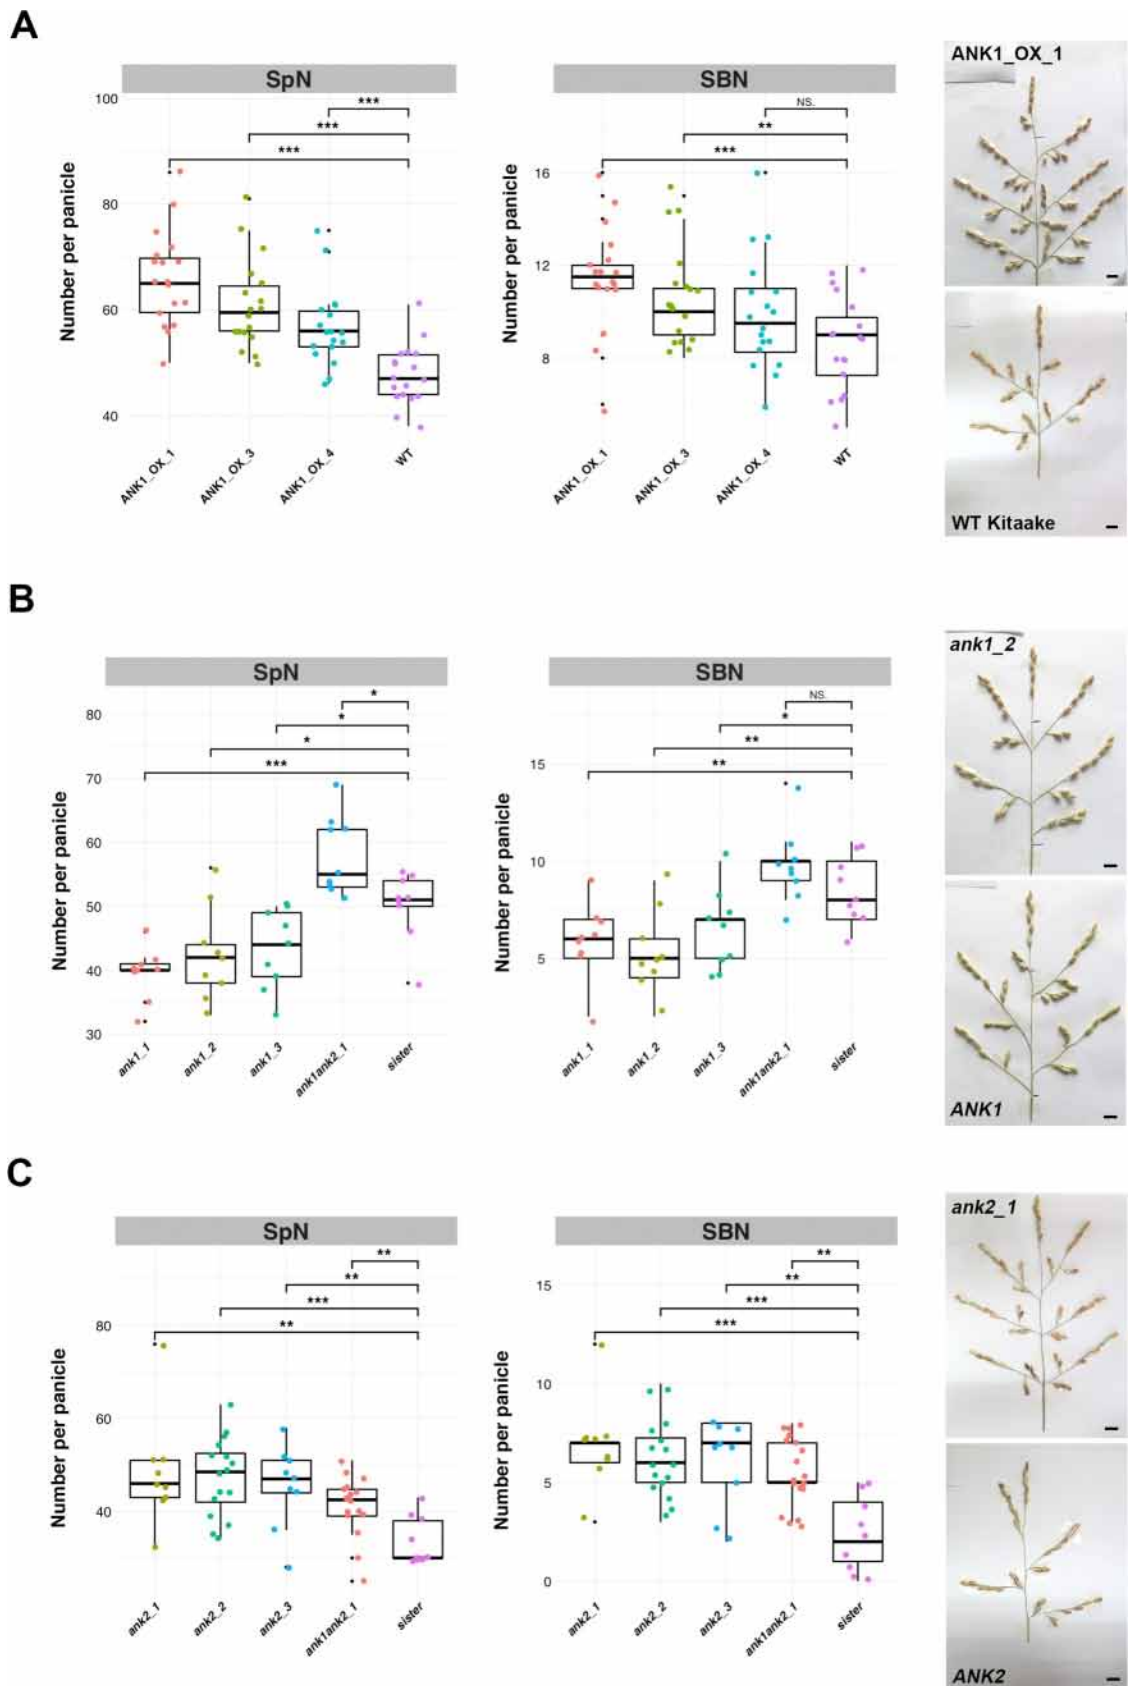 A
SpN
SBN
ANK1_OX_1
100
***
NS.
***
**
***
***
Number per panicle
80
60
40
Number per panicle
16
12
8
ANK1_OX_1
ANK1_OX_3
ANK1_OX_4
WT
ANK1_OX_1
ANK1_OX_3
ANK1_OX_4
WT
WT Kitaake
B
SpN
SBN
ank1_2
*
NS.
*
*
*
**
***
**
Number per panicle
80
70
60
50
40
30
Number per panicle
15
10
5
ank1_1
ank1_2
ank1_3
ank1ank2_1
sister
ank1_1
ank1_2
ank1_3
ank1ank2_1
sister
ANK1
C
SpN
SBN
ank2_1
**
**
**
**
***
***
**
***
Number per panicle
80
60
40
Number per panicle
15
10
5
0
ank2_1
ank2_2
ank2_3
ank1ank2_1
sister
ank2_1
ank2_2
ank2_3
ank1ank2_1
sister
ANK2